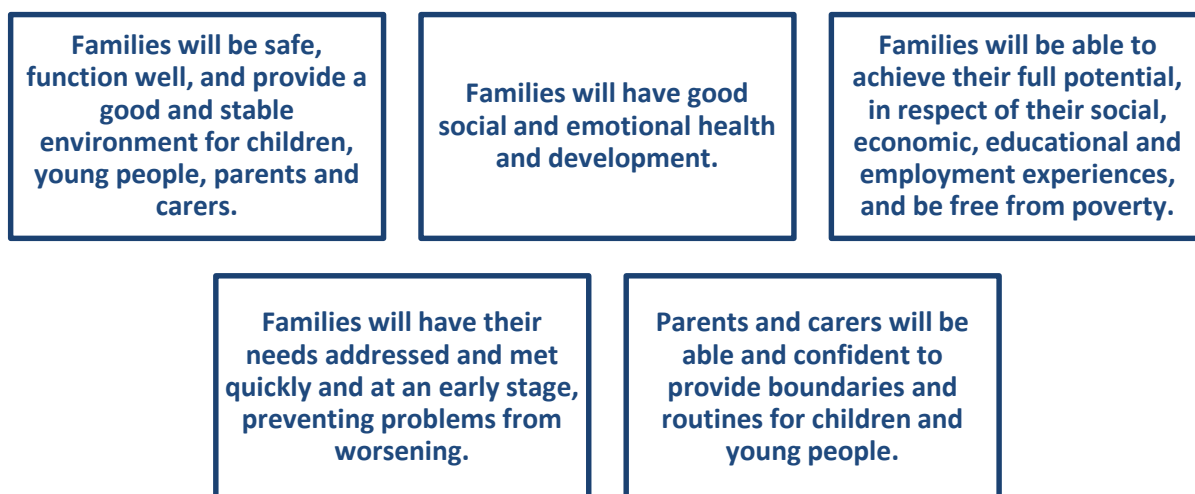 Families will be safe,
function well, and provide a
good and stable
environment for children,
young people, parents and
carers.
Families will have good
social and emotional health
and development.
Families will be able to
achieve their full potential,
in respect of their social,
economic, educational and
employment experiences,
and be free from poverty.
Families will have their
needs addressed and met
quickly and at an early stage,
preventing problems from
worsening.
Parents and carers will be
able and confident to
provide boundaries and
routines for children and
young people.